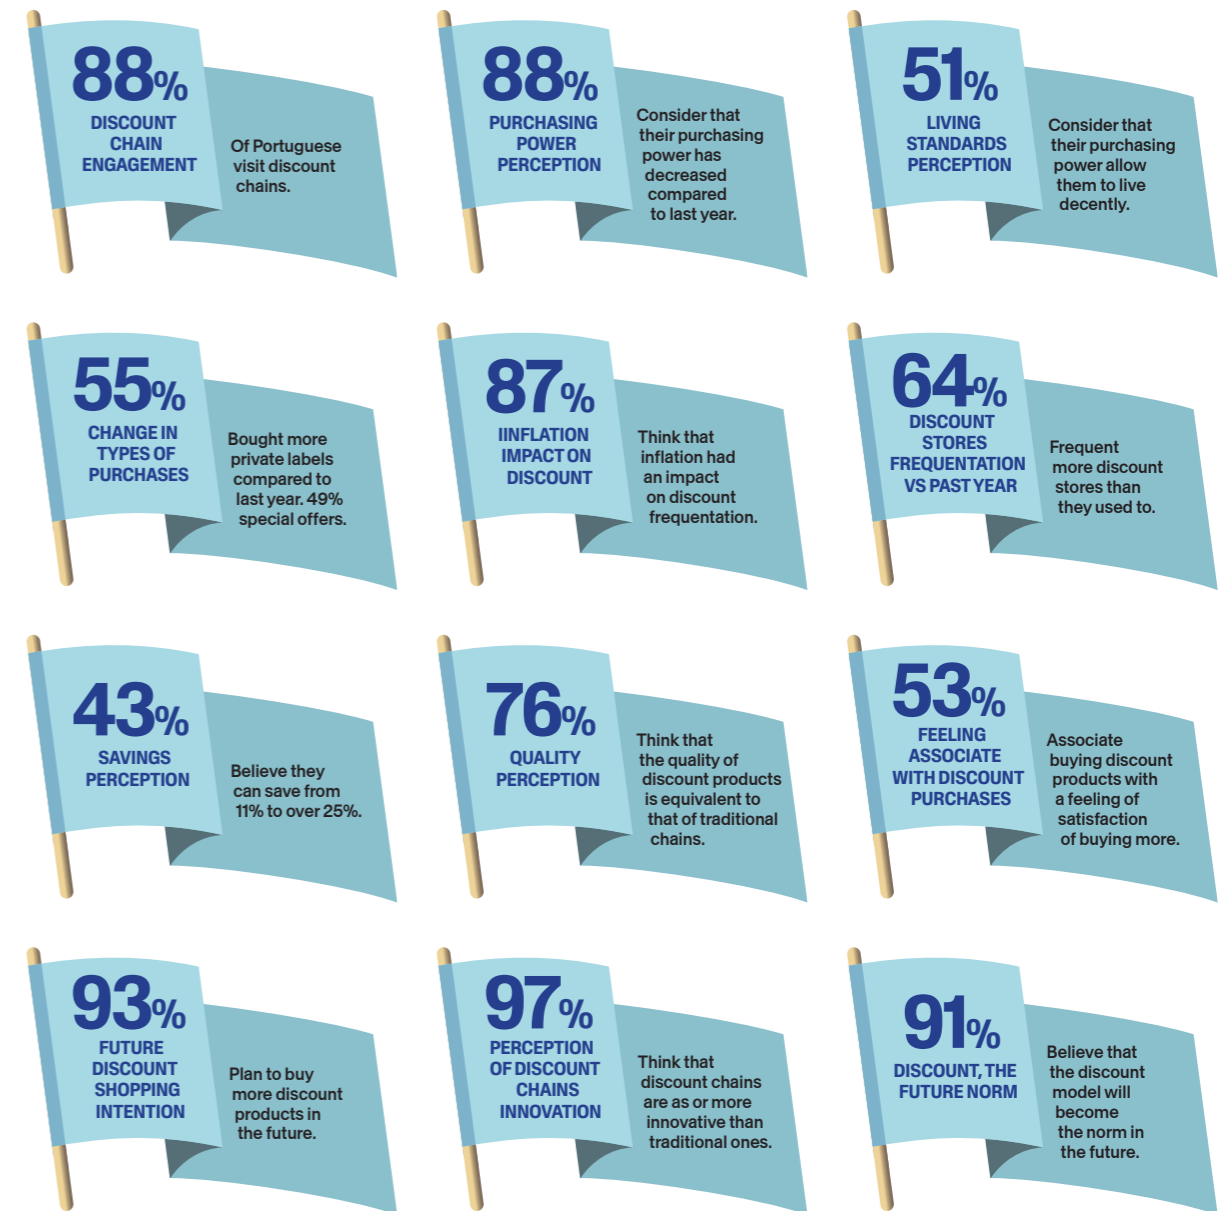 88%
DISCOUNT
CHAIN
ENGAGEMENT
Of Portuguese
visit discount
chains.
88%
PURCHASING
POWER
PERCEPTION
Consider that
their purchasing
power has
decreased
compared
to last year.
51%
LIVING
STANDARDS
PERCEPTION
Consider that
their purchasing
power allow
them to live
decently.
55%
CHANGE IN
TYPES OF
PURCHASES
Bought more
private labels
compared to
last year. 49%
special offers.
87%
IINFLATION
IMPACT ON
DISCOUNT
Think that
inflation had
an impact
on discount
frequentation.
64%
DISCOUNT
STORES
FREQUENTATION
VS PAST YEAR
Frequent
more discount
stores than
they used to.
43%
SAVINGS
PERCEPTION
Believe they
can save from
11% to over 25%.
76%
QUALITY
PERCEPTION
Think that
the quality of
discount products
is equivalent to
that of traditional
chains.
53%
FEELING
ASSOCIATE
WITH DISCOUNT
PURCHASES
Associate
buying discount
products with
a feeling of
satisfaction
of buying more.
93%
FUTURE
DISCOUNT
SHOPPING
INTENTION
Plan to buy
more discount
products in
the future.
97%
PERCEPTION
OF DISCOUNT
CHAINS
INNOVATION
Think that
discount chains
are as or more
innovative than
traditional ones.
91%
DISCOUNT, THE
FUTURE NORM
Believe that
the discount
model will
become
the norm in
the future.